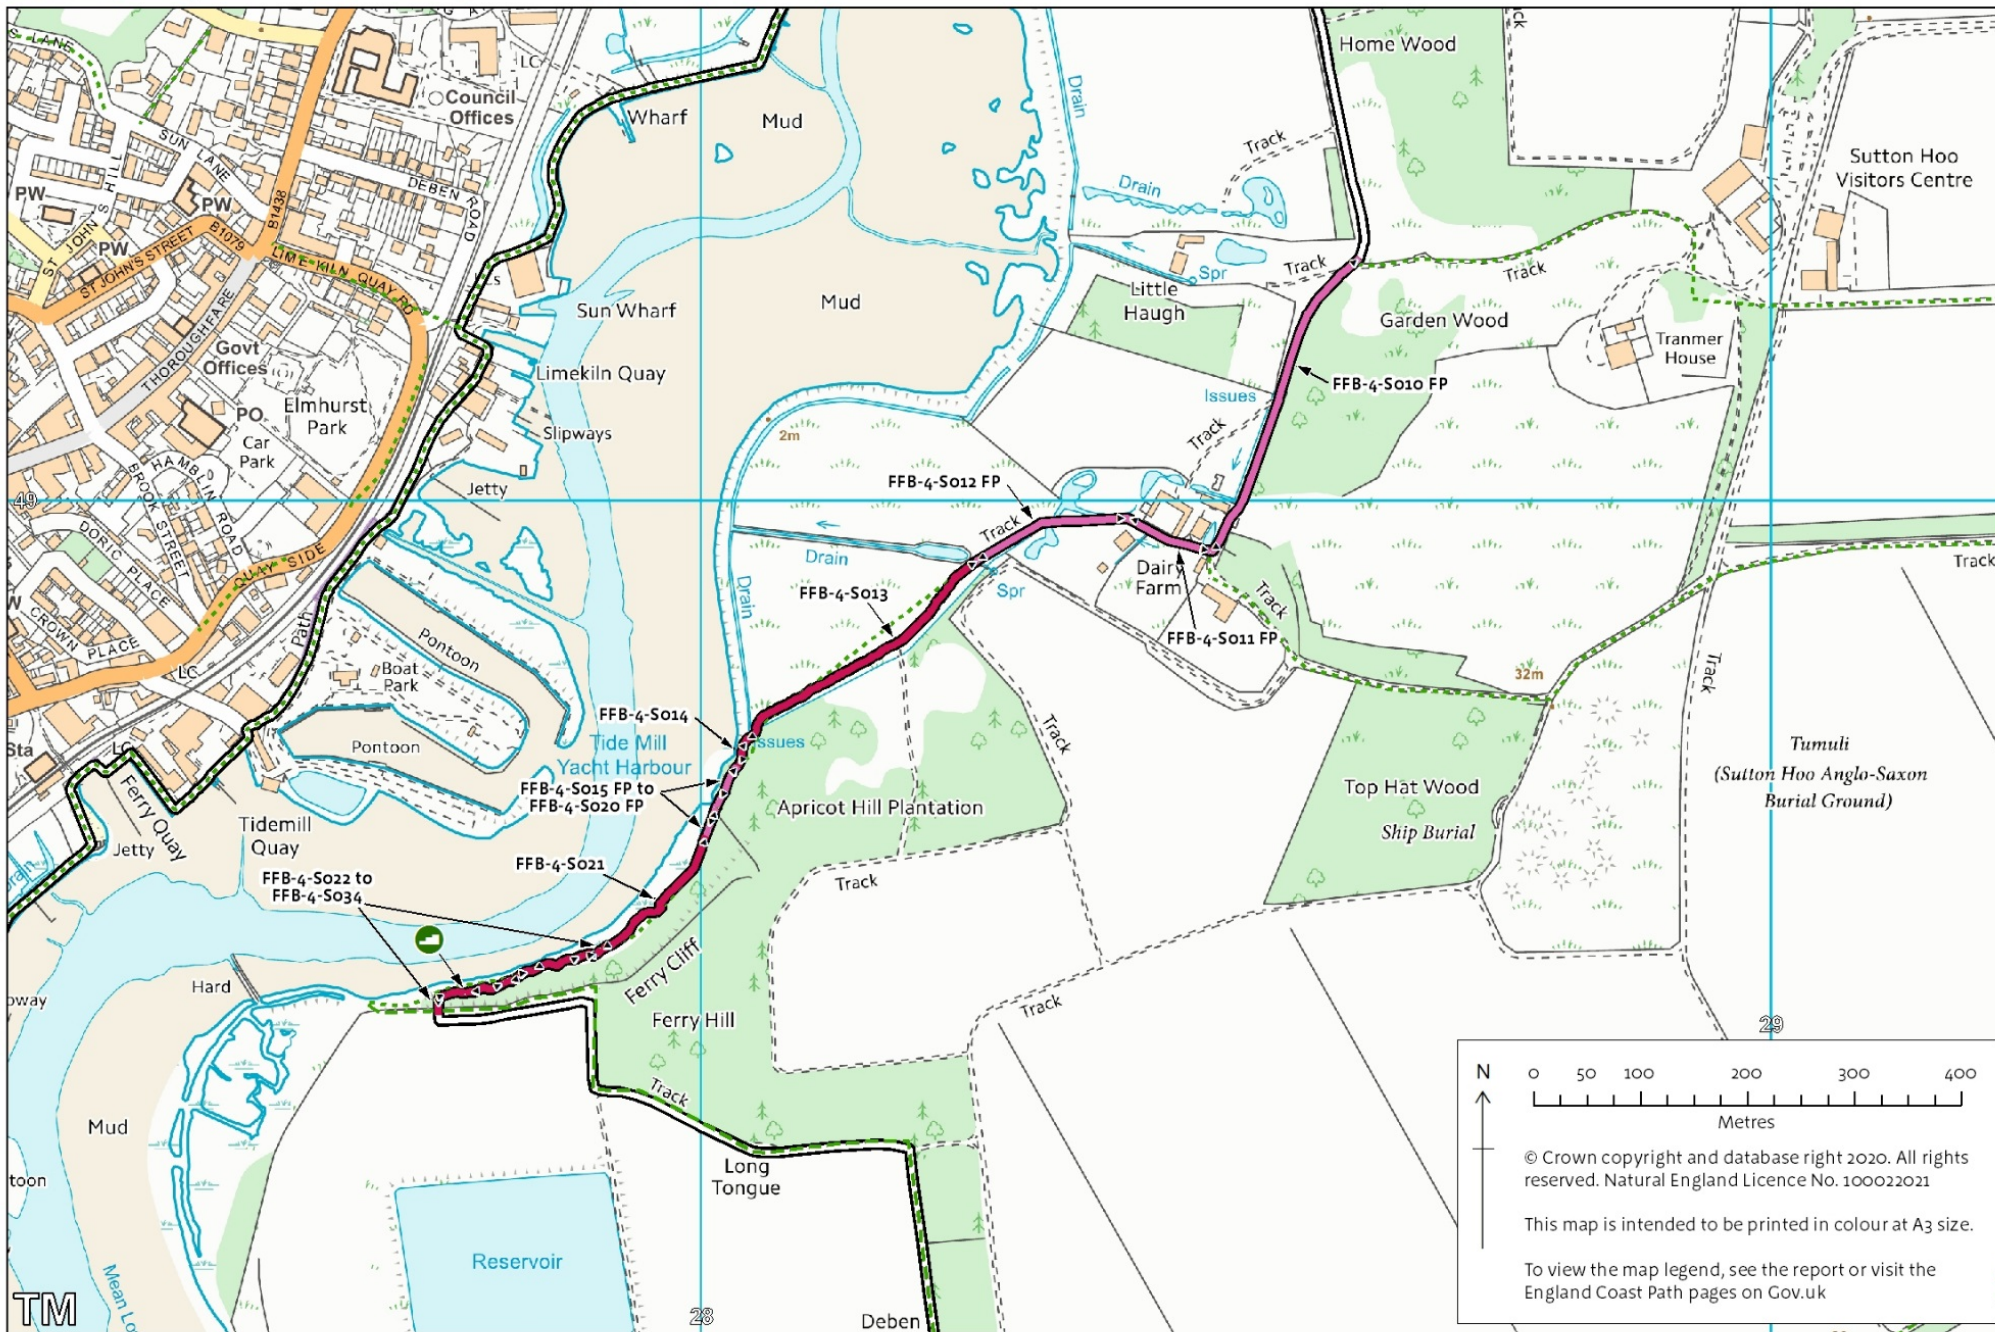 Home Wood
Track
LC
Council
Offices
Wharf
Mud
Drain
Track
Sutton Hoo
Visitors Centre
S LANE
SUN LANE
PW
ST JOHN'S HILL
PW
PW
DEBEN ROAD
B1438
B1079
ST JOHN'S STREET
LIME KILN QUAY RD
THOROUGHFARE
Drain
Spr
Track
Track
Little
Haugh
Sun Wharf
Mud
Garden Wood
Tranmer
House
Govt
Offices
Limekiln Quay
PO
Elmhurst
Park
Car
Park
Issues
FFB-4-S010 FP
Slipways
2m
Track
HAMBLIN ROAD
BROOK STREET
Jetty
FFB-4-S012 FP
49
DORIC PLACE
QUAY SIDE
CROWN PLACE
W
Track
Drain
Drain
Spr
Dairy
Farm
Track
Track
FFB-4-S013
FFB-4-S011 FP
Path
Pontoon
LC
Boat
Park
32m
Track
FFB-4-S014
Issues
Tide Mill
Yacht Harbour
Track
Sta
LC
Pontoon
FFB-4-S015 FP to
FFB-4-S020 FP
Apricot Hill Plantation
Top Hat Wood
Ship Burial
Tumuli
(Sutton Hoo Anglo-Saxon
Burial Ground)
Ferry Quay
Jetty
Tidemill
Quay
FFB-4-S021
FFB-4-S022 to
FFB-4-S034
Track
Hard
Ferry Cliff
Ferry Hill
Track
Track
29
Mud
toon
Long
Tongue
Reservoir
28
Deben
TM
N
0 50 100 200 300 400
Metres
© Crown copyright and database right 2020. All rights
reserved. Natural England Licence No. 100022021
This map is intended to be printed in colour at A3 size.
To view the map legend, see the report or visit the
England Coast Path pages on Gov.uk